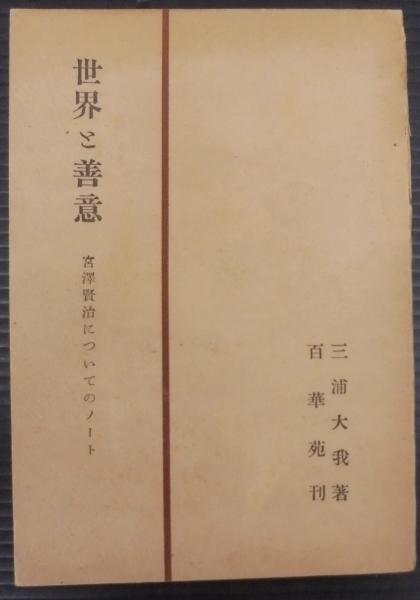 世界と善意
宮澤賢治についてのノート
三浦大我著
百華苑刊